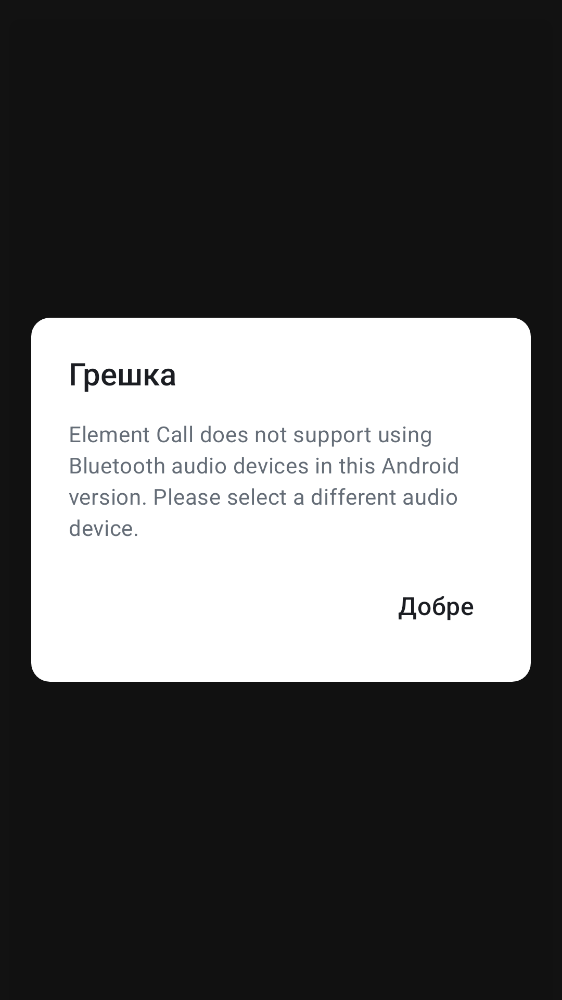 Грешка
Element Call does not support using
Bluetooth audio devices in this Android
version. Please select a different audio
device.
Добре